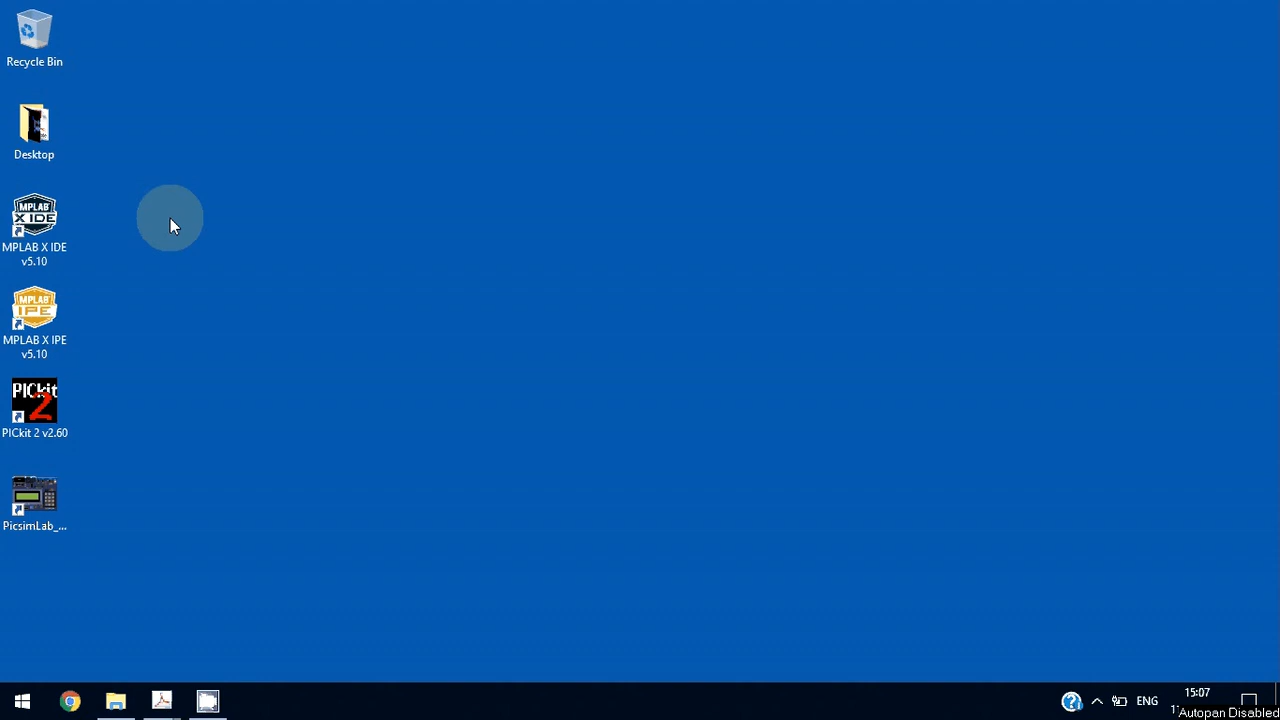 Recycle Bin
Desktop
MPLAB
X IDE
MPLAB X IDE
v5.10
MPLAB
IPE
MPLAB X IPE
v5.10
PICkit
2
PICkit 2 v2.60
PicsimLab_...
ENG
15:07
Autopan Disabled